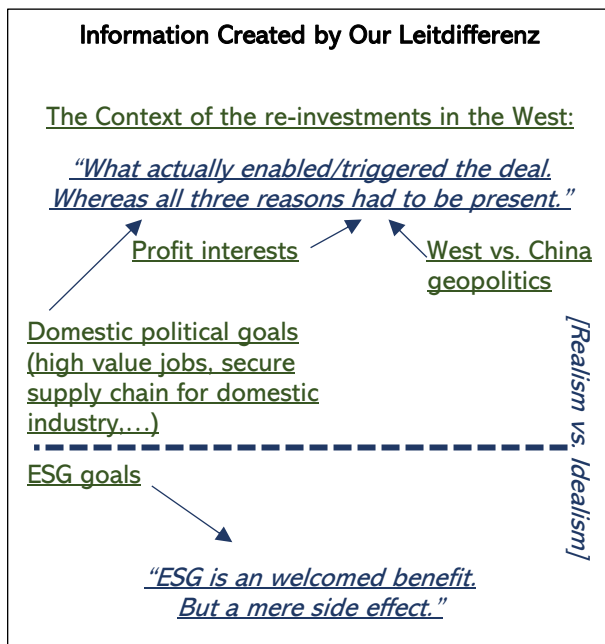 Information Created by Our Leitdifferenz
The Context of the re-investments in the West:
“What actually enabled/triggered the deal.
Whereas all three reasons had to be present.”
Profit interests
West vs. China
geopolitics
Domestic political goals
(high value jobs, secure
supply chain for domestic
industry,…)
[Realism vs. Idealism]
ESG goals
“ESG is an welcomed benefit.
But a mere side effect.”